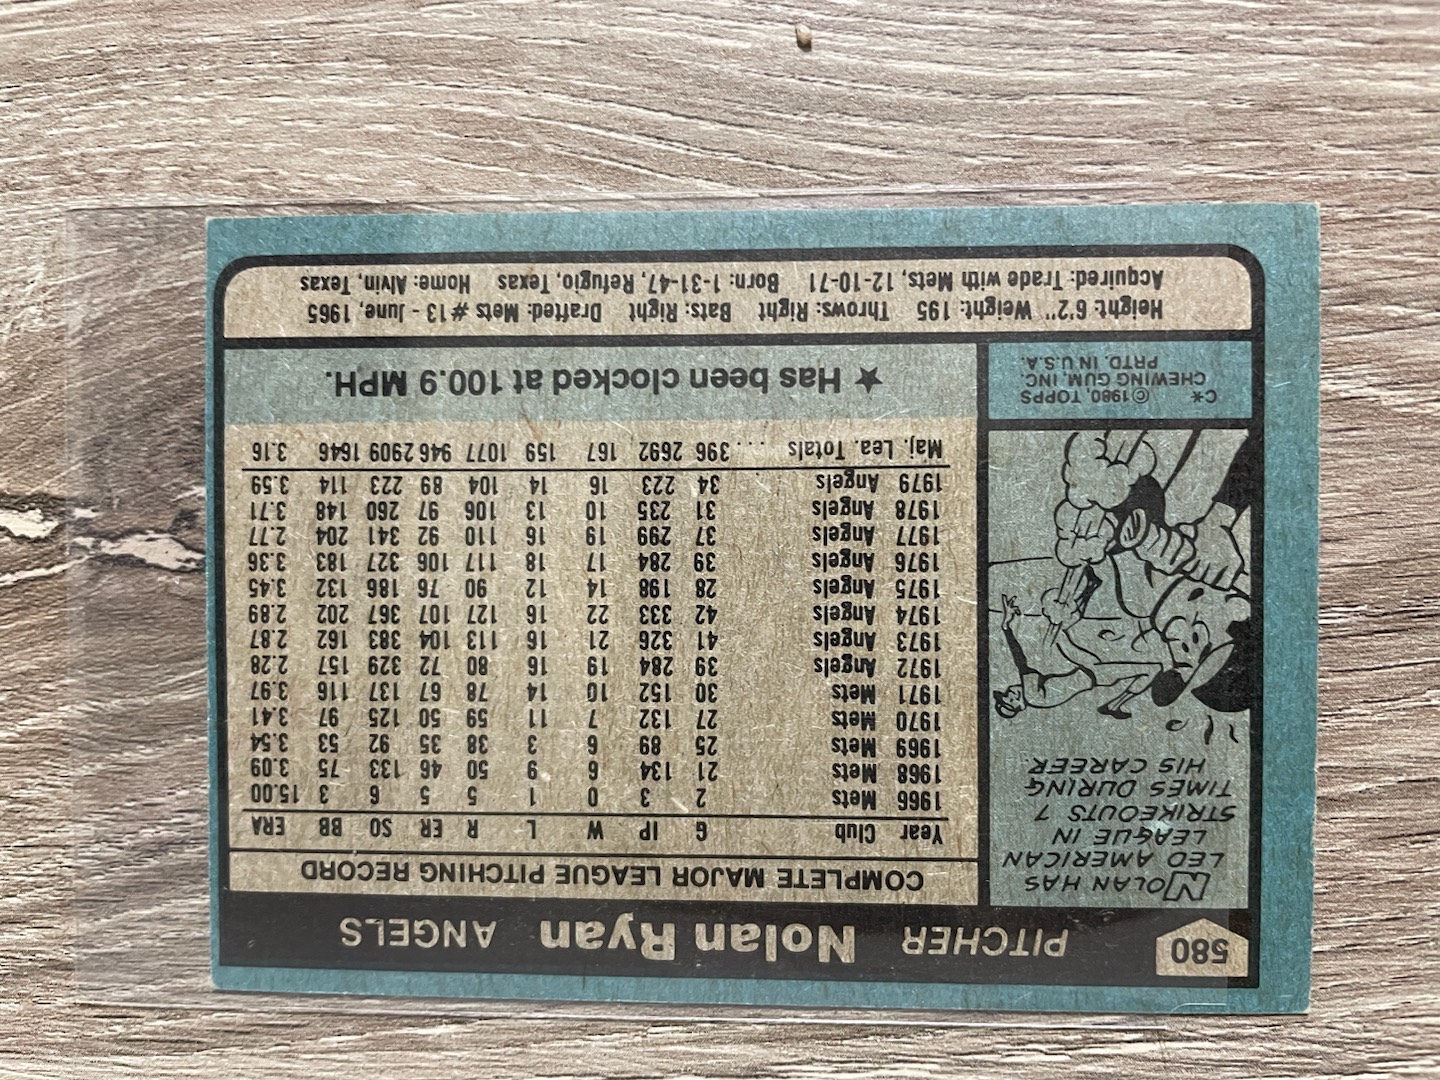 580 PITCHER Nolan Ryan ANGELS
NOLAN HAS
LED AMERICAN
LEAGUE IN
STRIKEOUTS 7
TIMES DURING
HIS CAREER.
C* ©1980, TOPPS
CHEWING GUM, INC.
PRTD. IN U.S.A.
COMPLETE MAJOR LEAGUE PITCHING RECORD
Year Club G IP W L R ER SO BB ERA
1966 Mets 2 3 0 1 5 5 6 3 15.00
1968 Mets 21 134 6 9 50 46 133 75 3.09
1969 Mets 25 89 6 3 38 35 92 53 3.54
1970 Mets 27 132 7 11 59 50 125 97 3.41
1971 Mets 30 152 10 14 78 67 137 116 3.97
1972 Angels 39 284 19 16 80 72 329 157 2.28
1973 Angels 41 326 21 16 113 104 383 162 2.87
1974 Angels 42 333 22 16 127 107 367 202 2.89
1975 Angels 28 198 14 12 90 76 186 132 3.45
1976 Angels 39 284 17 18 117 106 327 183 3.36
1977 Angels 37 299 19 16 110 92 341 204 2.77
1978 Angels 31 235 10 13 106 97 260 148 3.71
1979 Angels 34 223 16 14 104 89 223 114 3.59
Maj. Lea. Totals .... 396 2692 167 159 1077 946 2909 1646 3.16
★ Has been clocked at 100.9 MPH.
Height: 6'2" Weight: 195 Throws: Right Bats: Right Drafted: Mets #13 - June, 1965
Acquired: Trade with Mets, 12-10-71 Born: 1-31-47, Refugio, Texas Home: Alvin, Texas